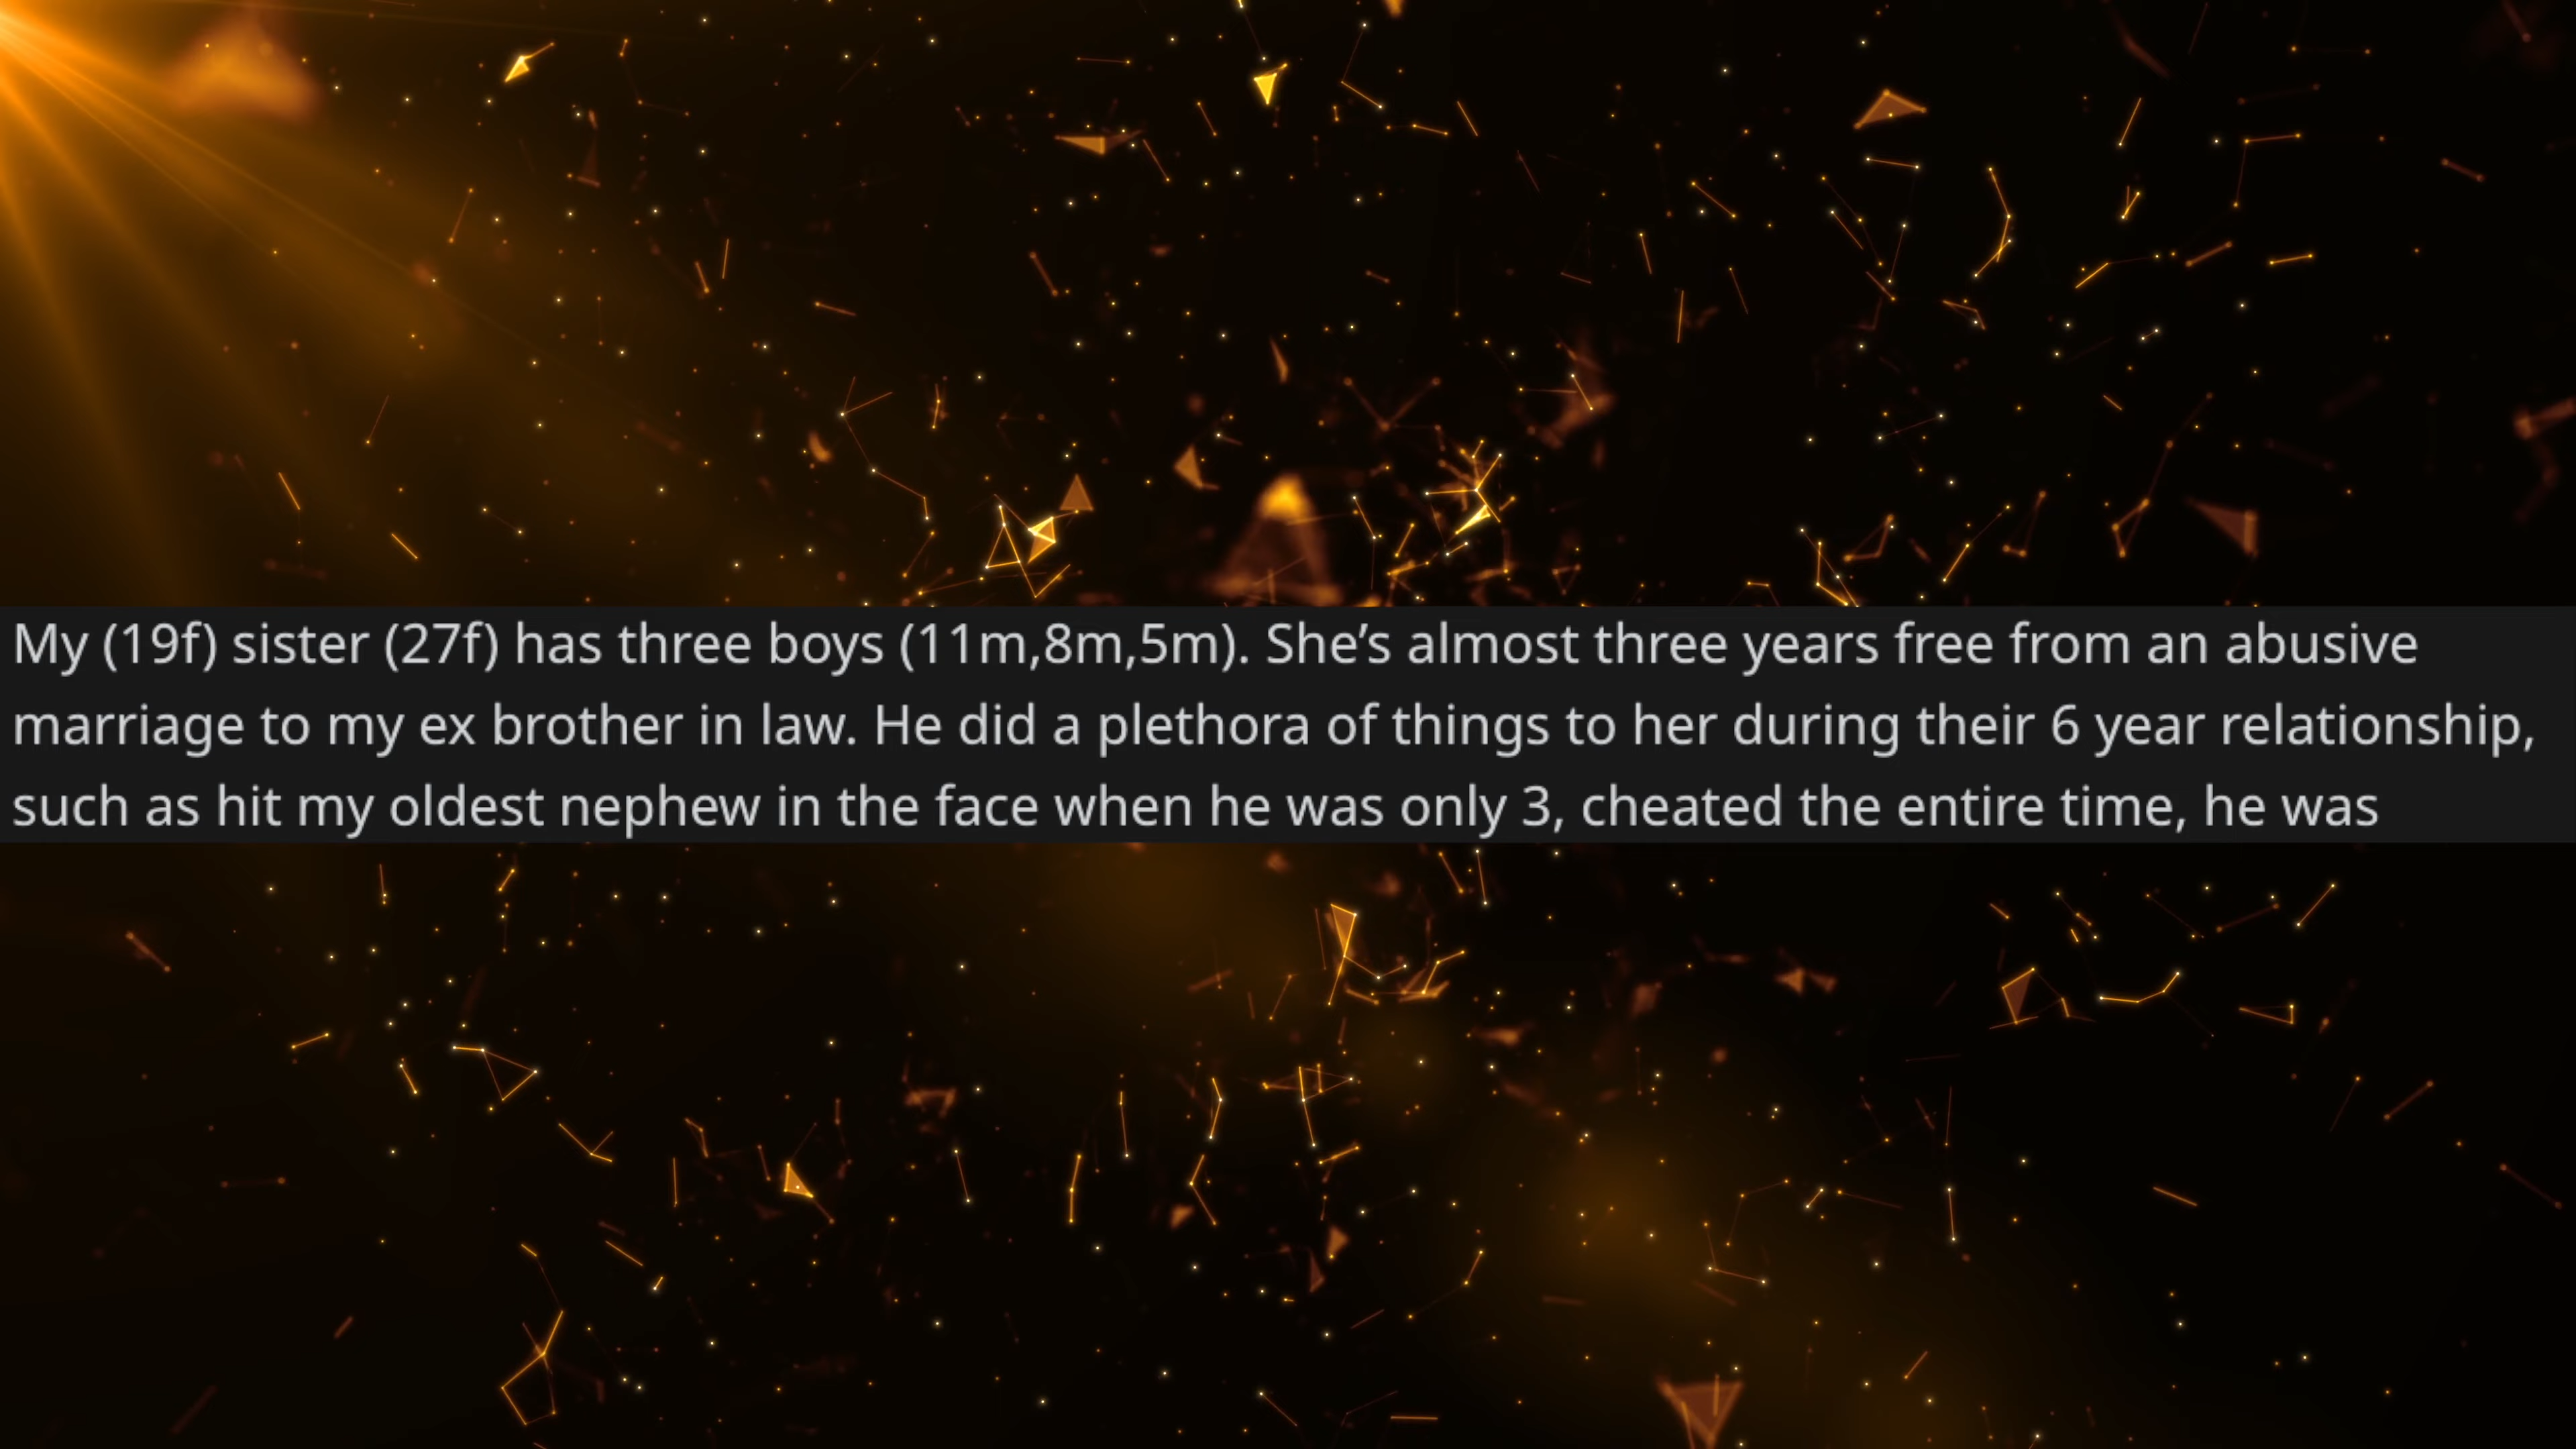 My (19f) sister (27f) has three boys (11m,8m,5m). She’s almost three years free from an abusive
marriage to my ex brother in law. He did a plethora of things to her during their 6 year relationship,
such as hit my oldest nephew in the face when he was only 3, cheated the entire time, he was